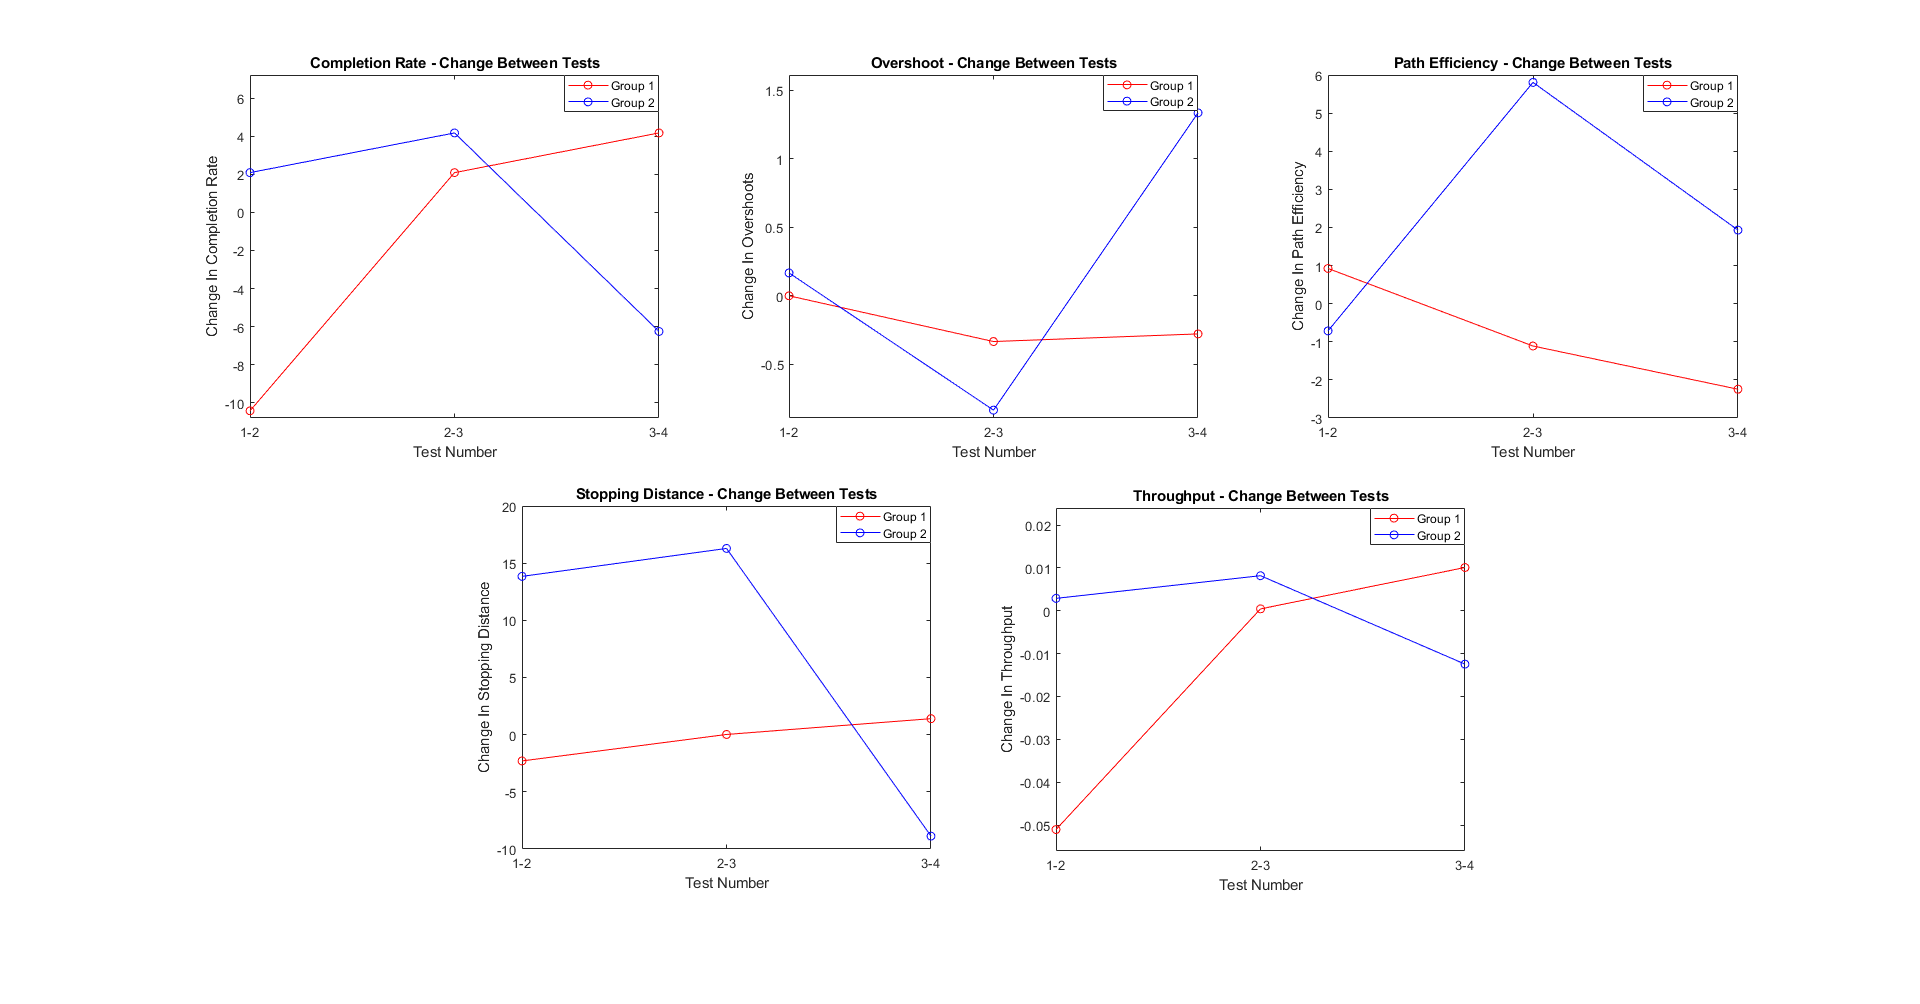 Completion Rate - Change Between Tests
Group 1
Group 2
6
4
2
0
-2
-4
-6
-8
-10
Change In Completion Rate
1-2
2-3
3-4
Test Number
Overshoot - Change Between Tests
Group 1
Group 2
1.5
1
0.5
0
-0.5
Change In Overshoots
1-2
2-3
3-4
Test Number
Path Efficiency - Change Between Tests
Group 1
Group 2
6
5
4
3
2
1
0
-1
-2
-3
Change In Path Efficiency
1-2
2-3
3-4
Test Number
Stopping Distance - Change Between Tests
Group 1
Group 2
20
15
10
5
0
-5
-10
Change In Stopping Distance
1-2
2-3
3-4
Test Number
Throughput - Change Between Tests
Group 1
Group 2
0.02
0.01
0
-0.01
-0.02
-0.03
-0.04
-0.05
Change In Throughput
1-2
2-3
3-4
Test Number